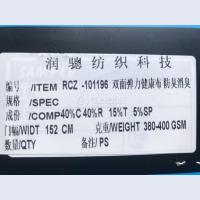 润骢纺织科技
编号/ITEM RCZ -101196 双面弹力健康布 防臭消臭
规格/SPEC
成份/COMP40%C 40%R 15%T 5%SP
门幅/WIDT 152 CM 克重/WEIGHT 380-400 GSM
数量/QTY 备注/PS